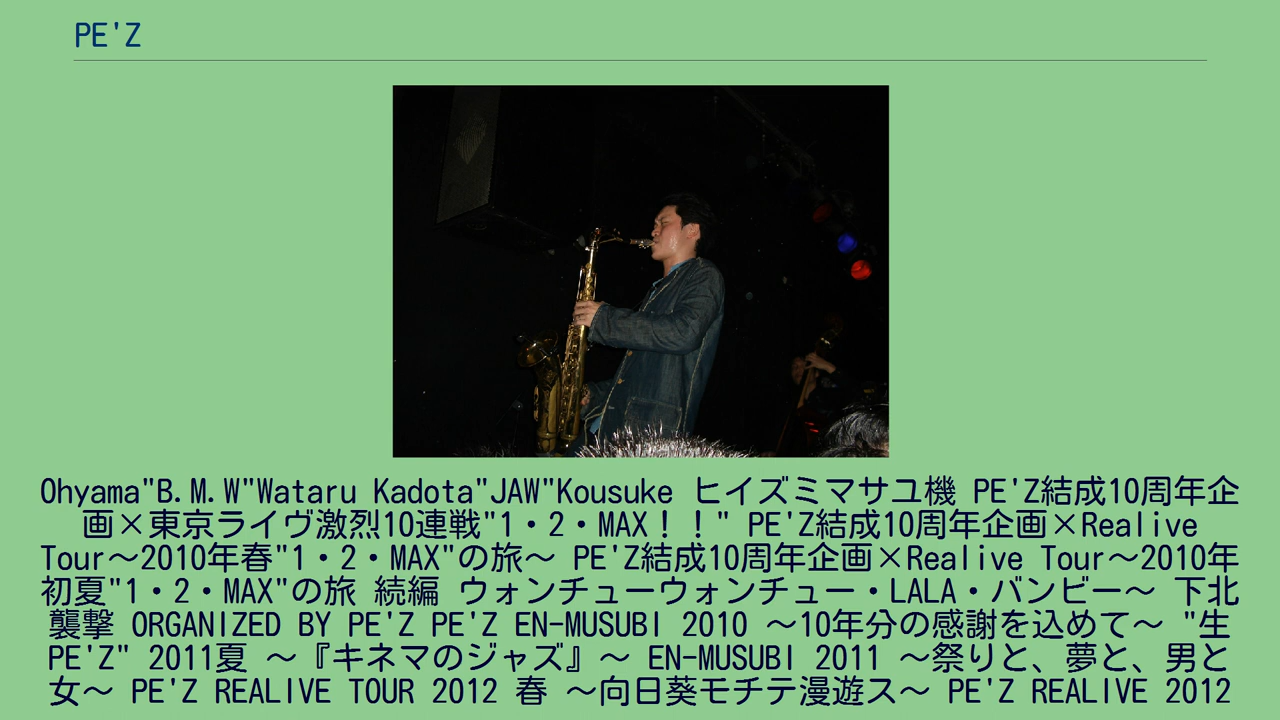 PE'Z
Ohyama"B.M.W"Wataru Kadota"JAW"Kousuke ヒイズミマサユ機 PE'Z結成10周年企
画×東京ライヴ激烈10連戦"1・2・MAX！！" PE'Z結成10周年企画×Realive
Tour～2010年春"1・2・MAX"の旅～ PE'Z結成10周年企画×Realive Tour～2010年
初夏"1・2・MAX"の旅 続編 ウォンチューウォンチュー・LALA・バンビー～ 下北
襲撃 ORGANIZED BY PE'Z PE'Z EN-MUSUBI 2010 ～10年分の感謝を込めて～ "生
PE'Z" 2011夏 ～『キネマのジャズ』～ EN-MUSUBI 2011 ～祭りと、夢と、男と
女～ PE'Z REALIVE TOUR 2012 春 ～向日葵モチテ漫遊ス～ PE'Z REALIVE 2012